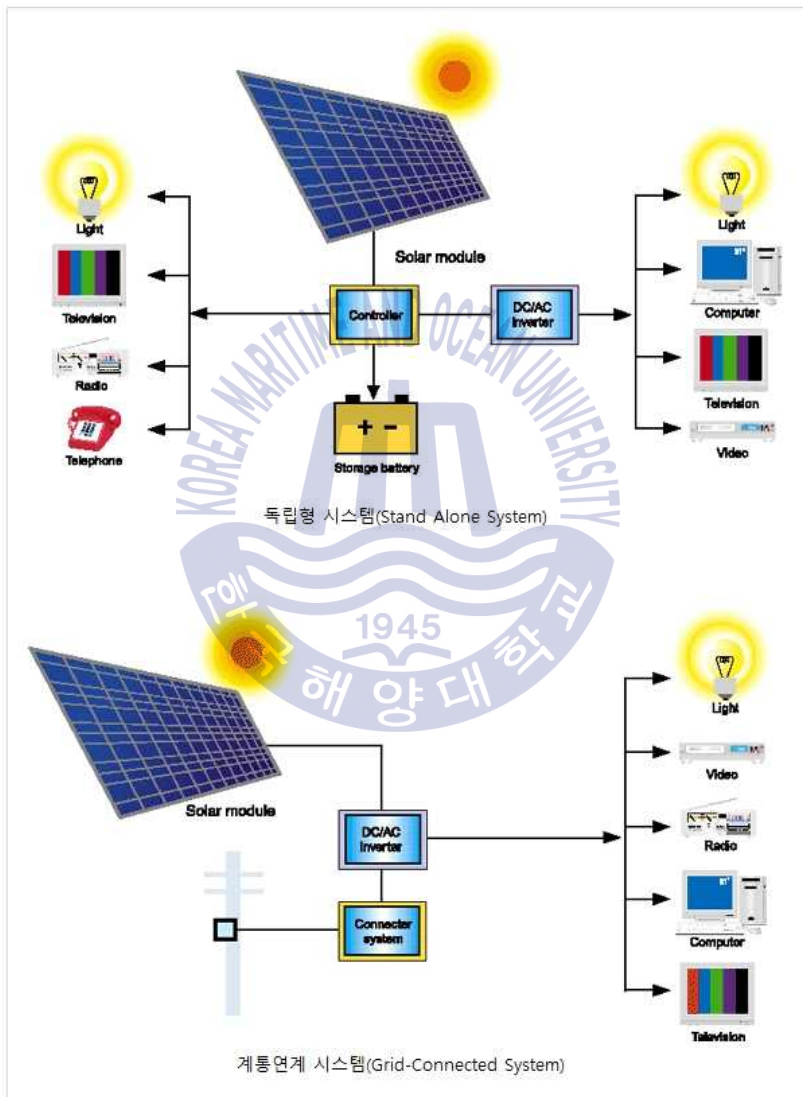 Light
Television
Radio
Telephone
Solar module
Controller
DC/AC
Inverter
+ -
Storage battery
Light
Computer
Television
Video
독립형 시스템(Stand Alone System)
KOREA MARITIME AND OCEAN UNIVERSITY
1945
한국해양대학교
Solar module
DC/AC
Inverter
Connecter
system
Light
Video
Radio
Computer
Television
계통연계 시스템(Grid-Connected System)